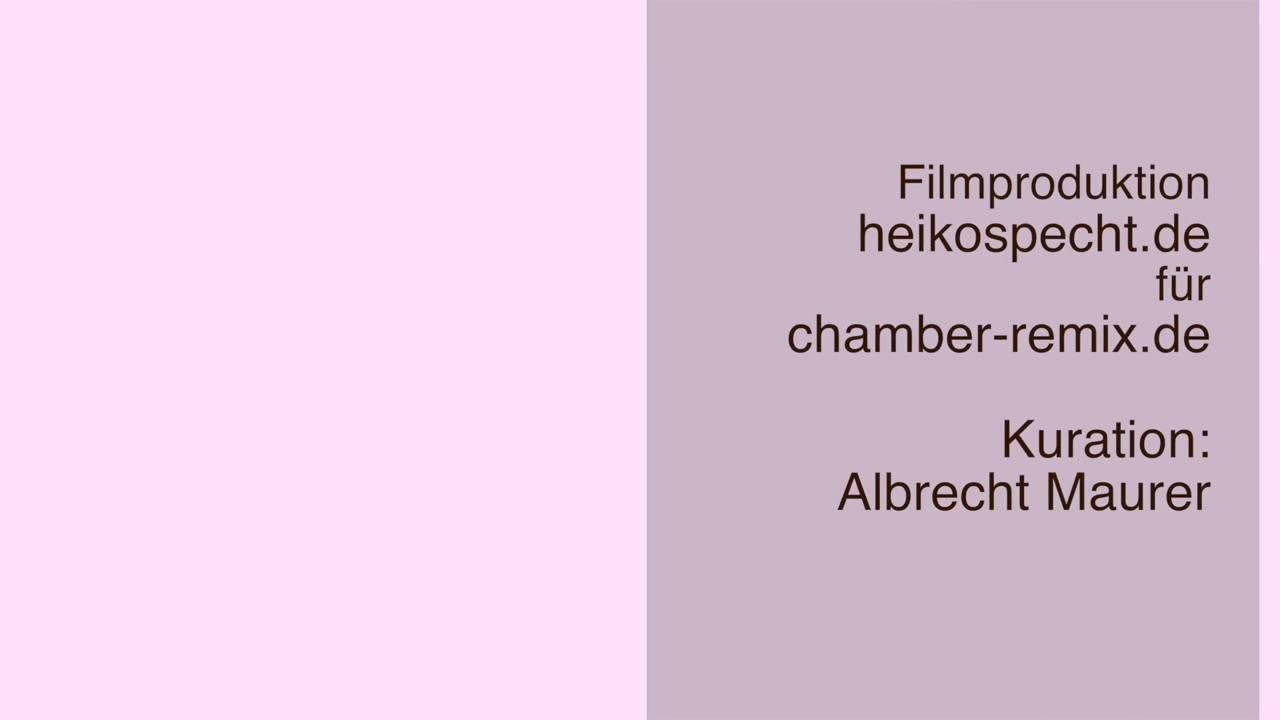 Filmproduktion
heikospecht.de
für
chamber-remix.de
Kuration:
Albrecht Maurer